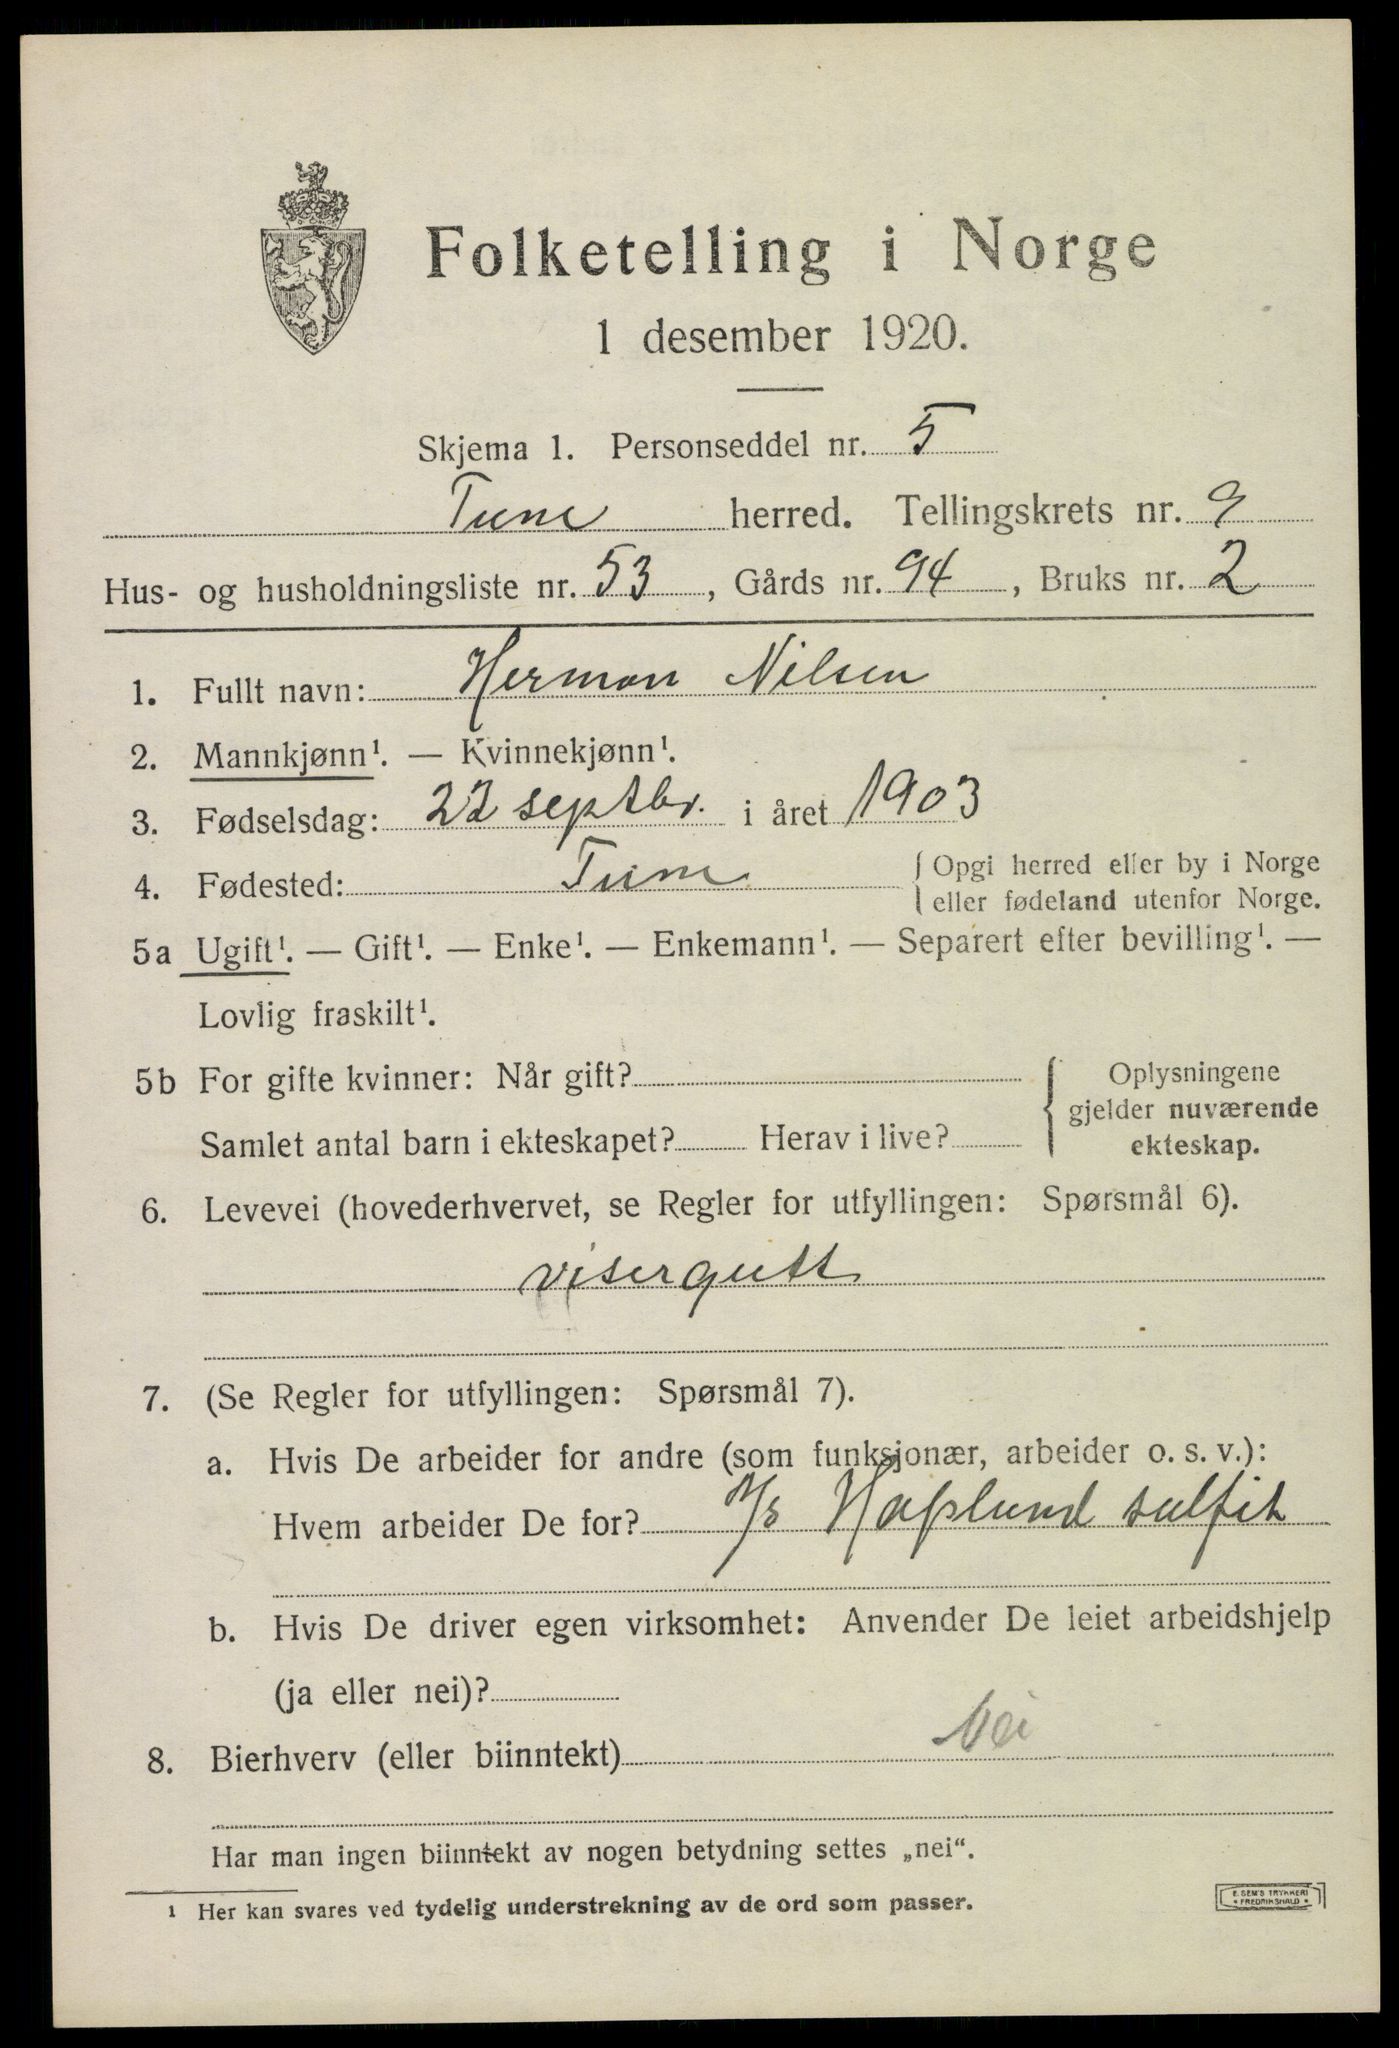 Folketelling i Norge
1 desember 1920.
Skjema 1. Personseddel nr. 5
Tune herred. Tellingskrets nr. 9
Hus- og husholdningsliste nr. 53, Gårds nr. 94, Bruks nr. 2
1. Fullt navn: Herman Nilsen
2. Mannkjønn¹. — Kvinnekjønn¹.
3. Fødselsdag: 22 septbr. i året 1903
4. Fødested: Tune { Opgi herred eller by i Norge
eller fødeland utenfor Norge.
5a Ugift¹. — Gift¹. — Enke¹. — Enkemann¹. — Separert efter bevilling¹. —
Lovlig fraskilt¹.
5b For gifte kvinner: Når gift?
Samlet antal barn i ekteskapet? Herav i live?
{ Oplysningene
gjelder nuværende
ekteskap.
6. Levevei (hovederhvervet, se Regler for utfyllingen: Spørsmål 6).
visergutt
7. (Se Regler for utfyllingen: Spørsmål 7).
a. Hvis De arbeider for andre (som funksjonær, arbeider o. s. v.):
Hvem arbeider De for? A/S Hafslund sulfit
b. Hvis De driver egen virksomhet: Anvender De leiet arbeidshjelp
(ja eller nei)?
8. Bierhverv (eller biinntekt) Nei
Har man ingen biinntekt av nogen betydning settes „nei“.
¹ Her kan svares ved tydelig understrekning av de ord som passer.
E. SEM'S TRYKKERI
* FREDRIKSHALD *